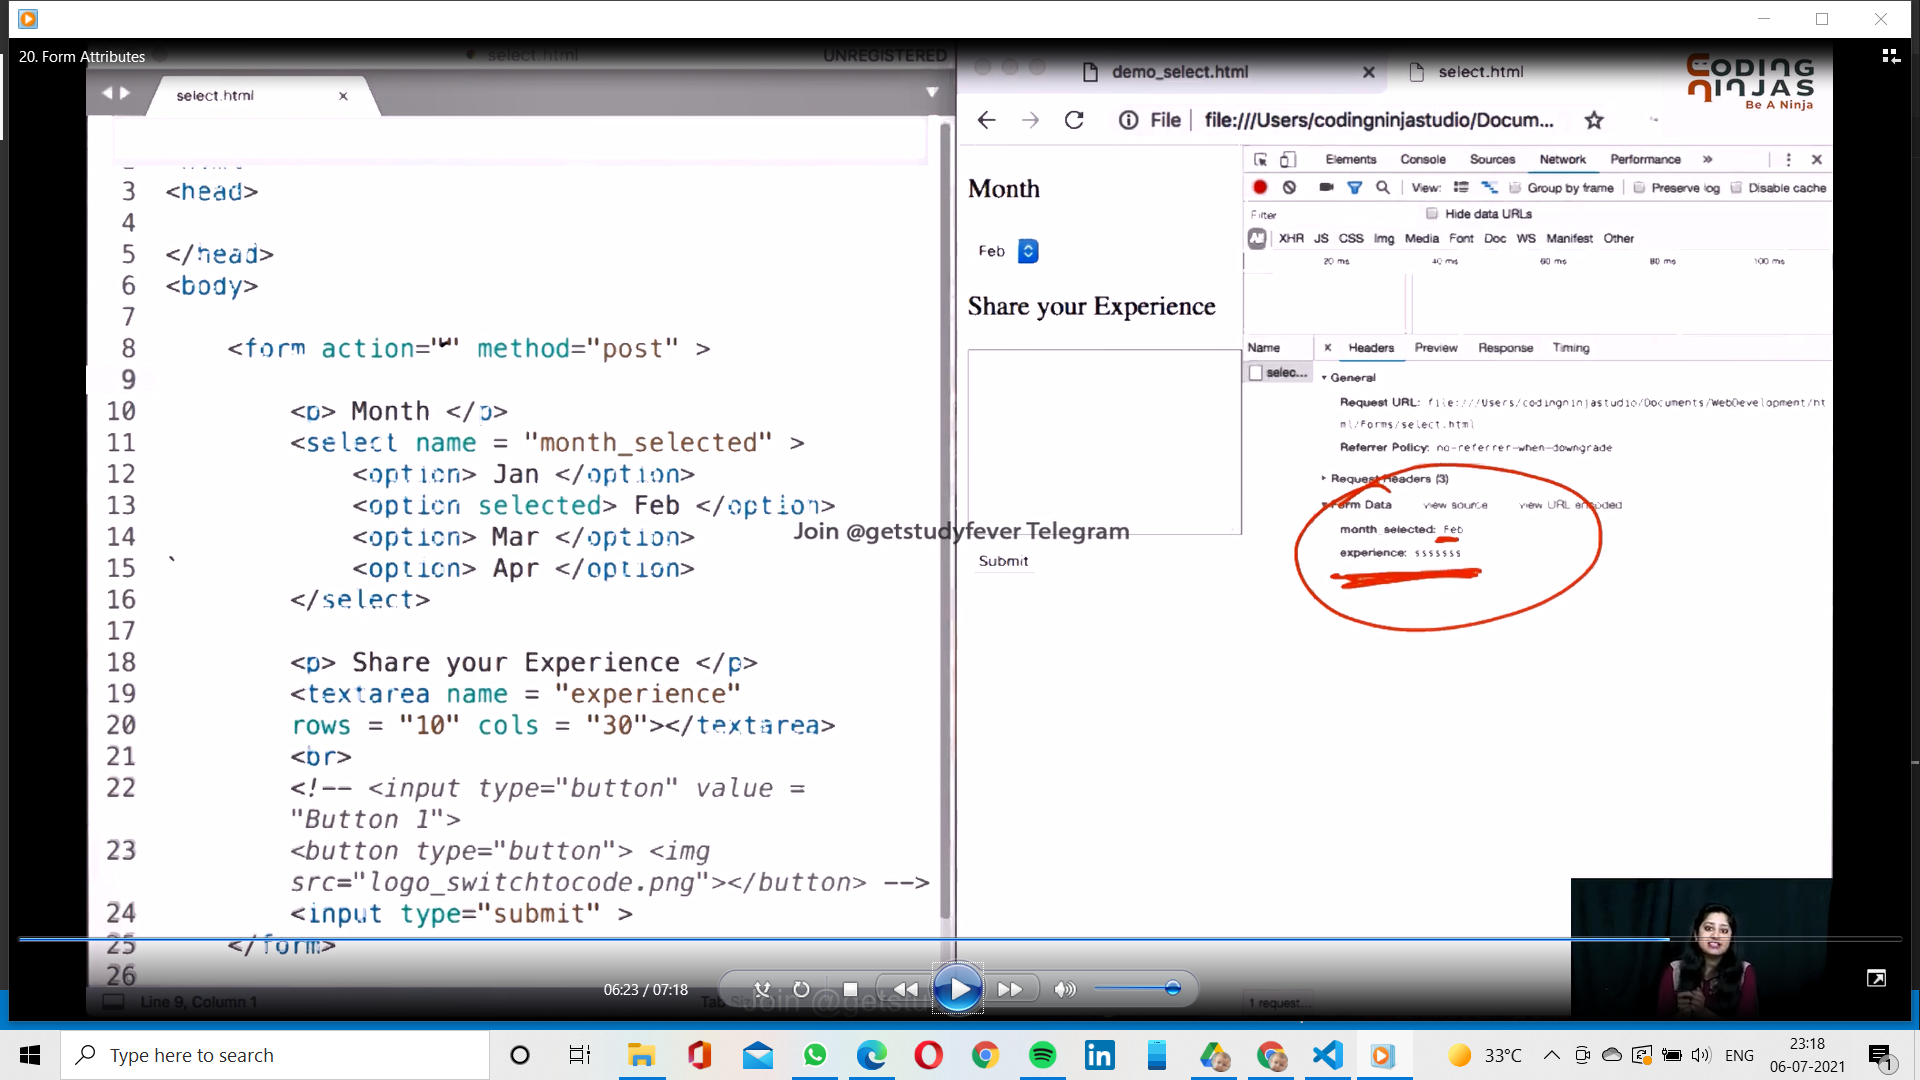 20. Form Attributes
select.html
UNREGISTERED
select.html
3 <head>
4
5 </head>
6 <body>
7
8 <form action="" method="post" >
9
10 <p> Month </p>
11 <select name = "month_selected" >
12 <option> Jan </option>
13 <option selected> Feb </option>
14 <option> Mar </option>
15 <option> Apr </option>
16 </select>
17
18 <p> Share your Experience </p>
19 <textarea name = "experience"
20 rows = "10" cols = "30"></textarea>
21 <br>
22 <!-- <input type="button" value =
"Button 1">
23 <button type="button"> <img
src="logo_switchtocode.png"></button> -->
24 <input type="submit" >
25 </form>
26
Line 9, Column 1
demo_select.html
select.html
CODING
NINJAS
Be A Ninja
File file:///Users/codingninjastudio/Docum...
Month
Feb
Share your Experience
Submit
Elements Console Sources Network Performance »
View: Group by frame Preserve log Disable cache
Filter Hide data URLs
All XHR JS CSS Img Media Font Doc WS Manifest Other
20 ms 40 ms 60 ms 80 ms 100 ms
Name × Headers Preview Response Timing
selec...
General
Request URL: file:///Users/codingninjastudio/Documents/WebDevelopment/ht
ml/Forms/select.html
Referrer Policy: no-referrer-when-downgrade
Request Headers (3)
Form Data view source view URL encoded
month_selected: Feb
experience: sssssss
1 request...
Join @getstudyfever Telegram
06:23 / 07:18
Type here to search
33°C
ENG
23:18
06-07-2021
1